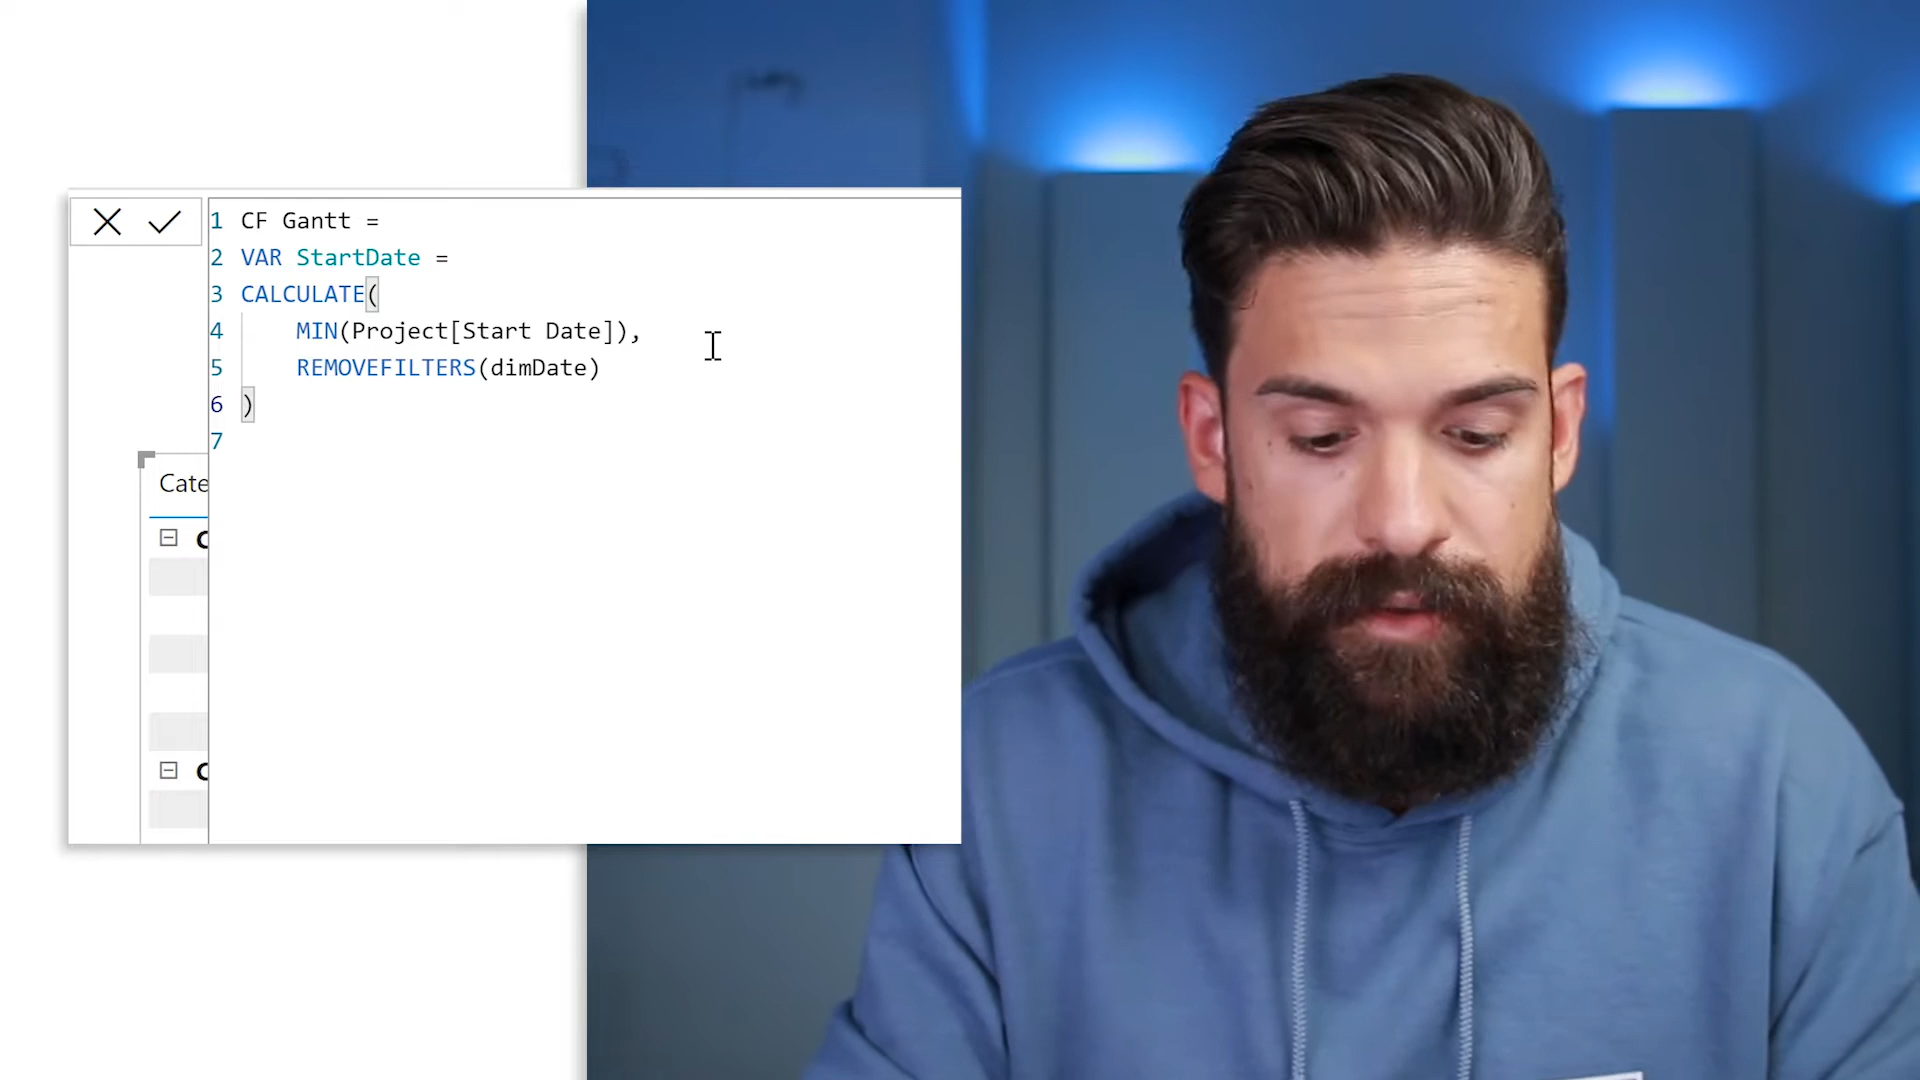 1 CF Gantt =
2 VAR StartDate =
3 CALCULATE(
4 MIN(Project[Start Date]),
5 REMOVEFILTERS(dimDate)
6 )
7
Cate
C
C